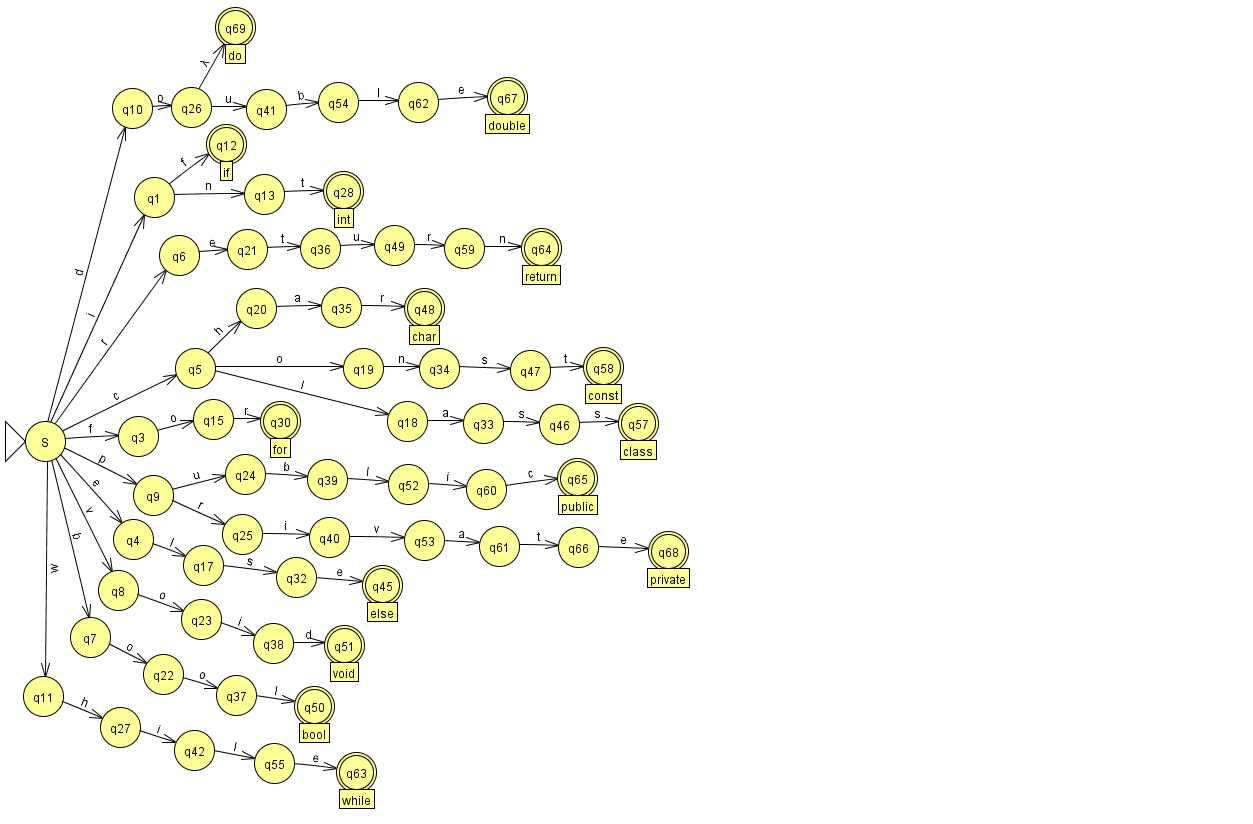 q69
do
λ
q10
o
q26
u
q41
b
q54
l
q62
e
q67
double
d
q12
if
f
q1
n
q13
t
q28
int
i
q6
e
q21
t
q36
u
q49
r
q59
n
q64
return
r
q20
a
q35
r
q48
char
h
q5
o
q19
n
q34
s
q47
t
q58
const
c
l
q18
a
q33
s
q46
s
q57
class
S
f
q3
o
q15
r
q30
for
p
q9
u
q24
b
q39
l
q52
i
q60
c
q65
public
r
q25
i
q40
v
q53
a
q61
t
q66
e
q68
private
e
q4
l
q17
s
q32
e
q45
else
v
q8
o
q23
i
q38
d
q51
void
b
q7
o
q22
o
q37
l
q50
bool
w
q11
h
q27
i
q42
l
q55
e
q63
while